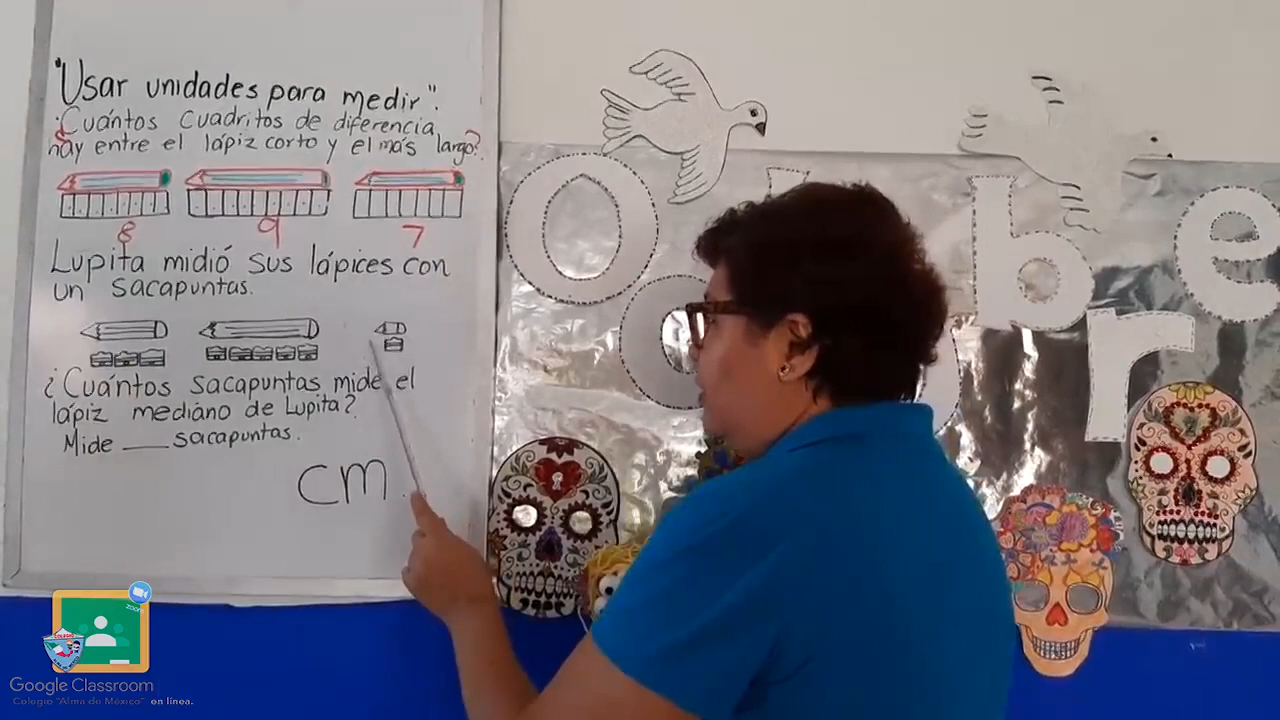 "Usar unidades para medir".
¿Cuántos cuadritos de diferencia
hay entre el lápiz corto y el más largo?
8 9 7
Lupita midió sus lápices con
un sacapuntas.
¿Cuántos sacapuntas mide el
lápiz mediano de Lupita?
Mide ___ sacapuntas.
cm.
O b r e
zoom
Google Classroom
Colegio "Alma de México" en línea.